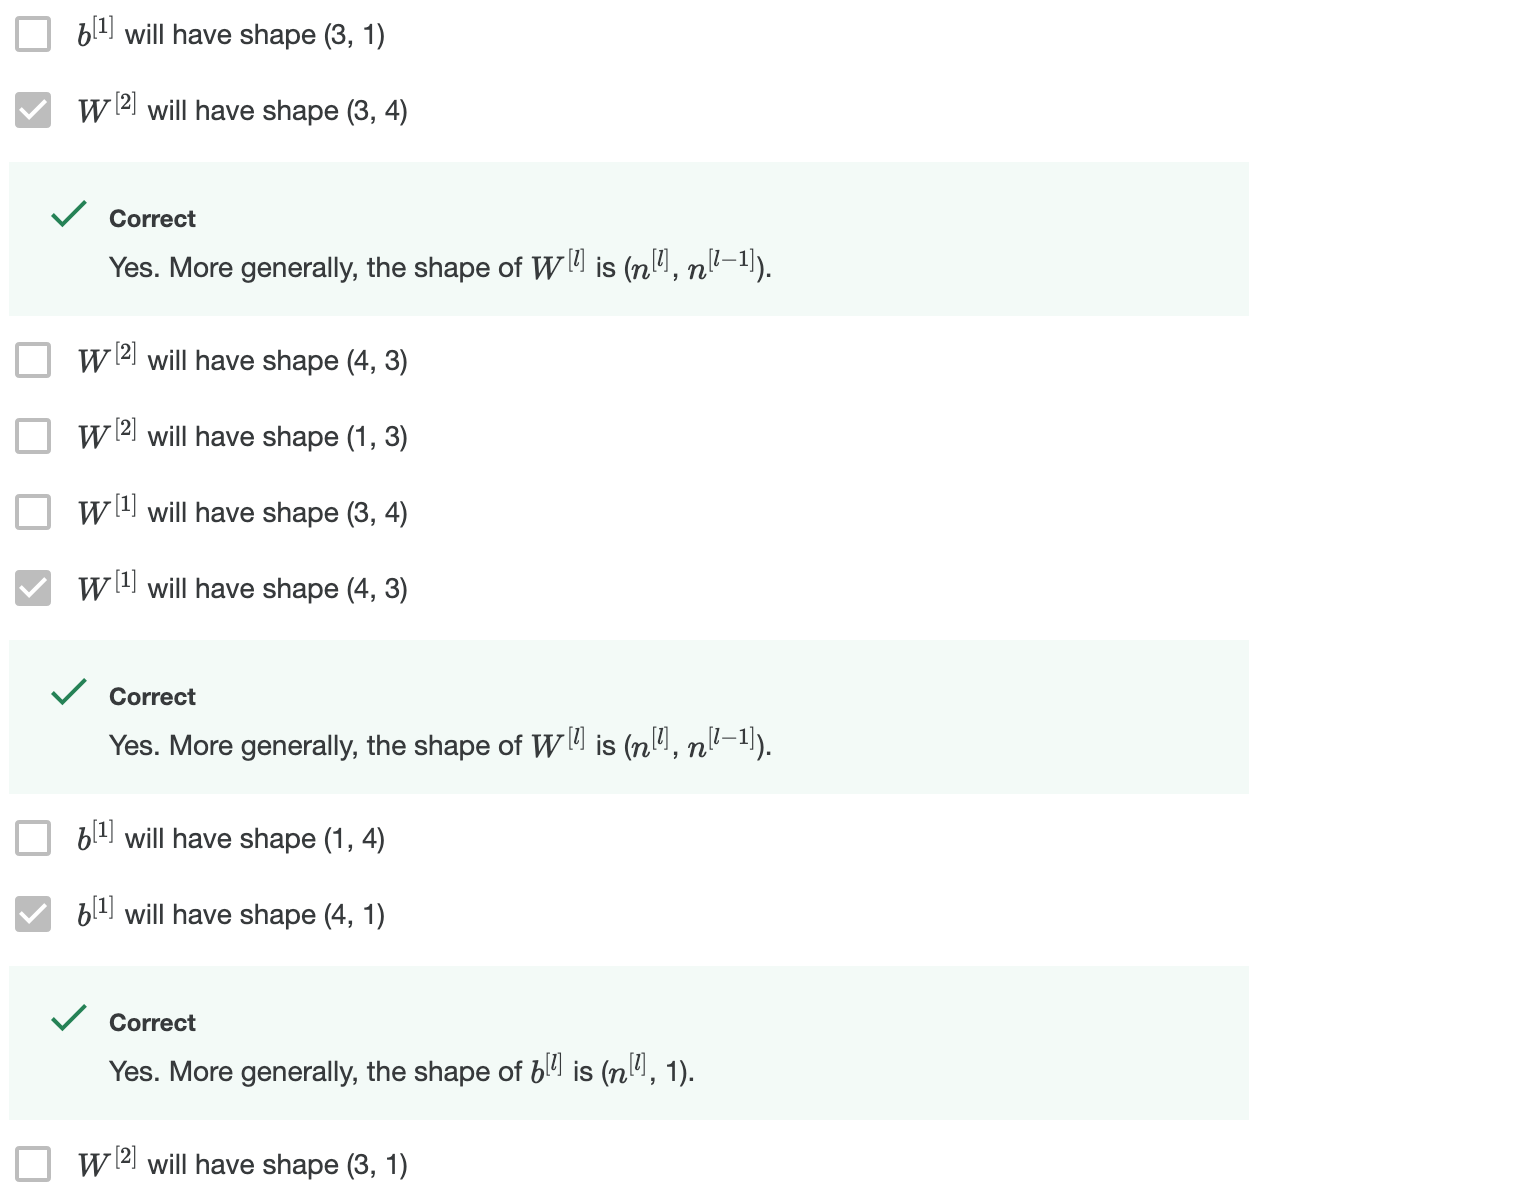 b^[1] will have shape (3, 1)
W^[2] will have shape (3, 4)
Correct
Yes. More generally, the shape of W^[l] is (n^[l], n^[l−1]).
W^[2] will have shape (4, 3)
W^[2] will have shape (1, 3)
W^[1] will have shape (3, 4)
W^[1] will have shape (4, 3)
Correct
Yes. More generally, the shape of W^[l] is (n^[l], n^[l−1]).
b^[1] will have shape (1, 4)
b^[1] will have shape (4, 1)
Correct
Yes. More generally, the shape of b^[l] is (n^[l], 1).
W^[2] will have shape (3, 1)